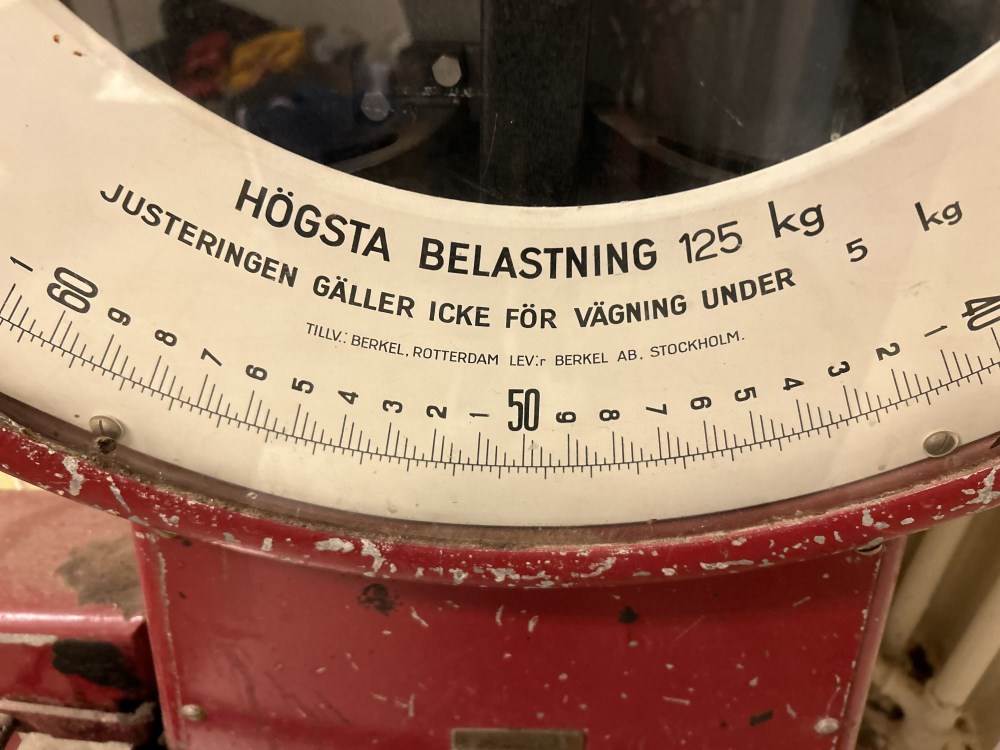 HÖGSTA BELASTNING 125 kg
JUSTERINGEN GÄLLER ICKE FÖR VÄGNING UNDER 5 kg
TILLV.: BERKEL, ROTTERDAM LEV:r BERKEL AB. STOCKHOLM.
1 60 9 8 7 6 5 4 3 2 1 50 9 8 7 6 5 4 3 2 1 40